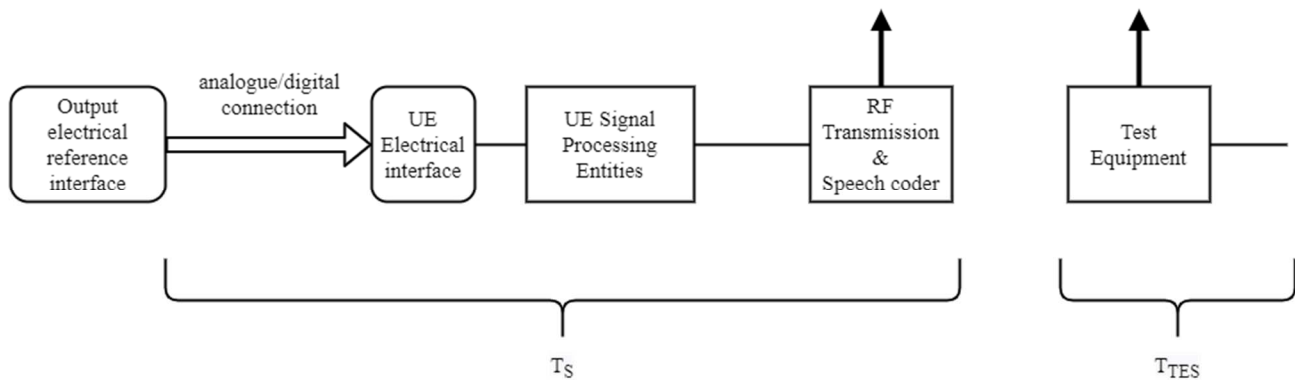 Output
electrical
reference
interface
analogue/digital
connection
UE
Electrical
interface
UE Signal
Processing
Entities
RF
Transmission
&
Speech coder
Test
Equipment
TS
TTES